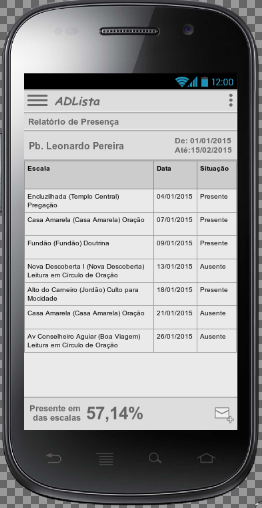 12:00
ADLista
Relatório de Presença
Pb. Leonardo Pereira
De: 01/01/2015
Até:15/02/2015
Escala Data Situação
Enduzilhada (Templo Central) 04/01/2015 Presente
Pregação
Casa Amarela (Casa Amarela) Oração 07/01/2015 Presente
Fundão (Fundão) Doutrina 09/01/2015 Presente
Nova Descoberta I (Nova Descoberta) 13/01/2015 Ausente
Leitura em Círculo de Oração
Alto do Carneiro (Jordão) Culto para 18/01/2015 Presente
Mocidade
Casa Amarela (Casa Amarela) Oração 21/01/2015 Ausente
Av Conselheiro Aguiar (Boa Viagem) 26/01/2015 Ausente
Leitura em Círculo de Oração
Presente em
das escalas 57,14%